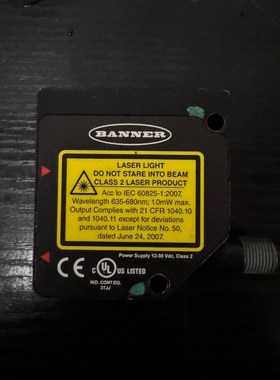 BANNER
LASER LIGHT
DO NOT STARE INTO BEAM
CLASS 2 LASER PRODUCT
Acc to IEC 60825-1:2007.
Wavelength 635-680nm; 1.0mW max.
Output Complies with 21 CFR 1040.10
and 1040.11 except for deviations
pursuant to Laser Notice No. 50,
dated June 24, 2007.
Power Supply 12-30 Vdc, Class 2
CE C UL US LISTED
IND. CONT. EQ.
3TJJ